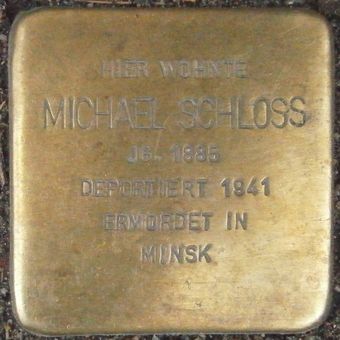 HIER WOHNTE
MICHAEL SCHLOSS
JG. 1885
DEPORTIERT 1941
ERMORDET IN
MINSK